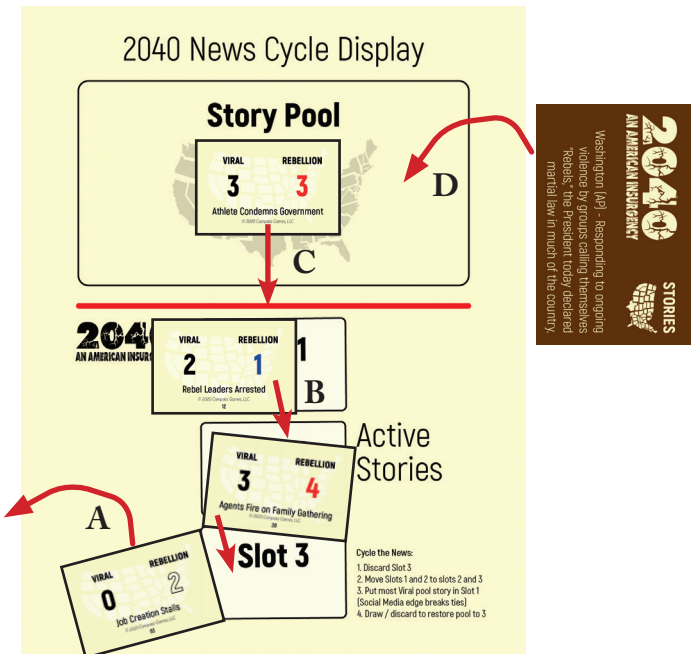 2040 News Cycle Display
Story Pool
VIRAL REBELLION
3 3
Athlete Condemns Government
© 2020 Compass Games, LLC
D
C
204
AN AMERICAN INSUR
1
VIRAL REBELLION
2 1
Rebel Leaders Arrested
© 2020 Compass Games, LLC
12
B
Active
Stories
VIRAL REBELLION
3 4
Agents Fire on Family Gathering
© 2020 Compass Games, LLC
A
Slot 3
VIRAL REBELLION
0 2
Job Creation Stalls
© 2020 Compass Games, LLC
Cycle the News:
1. Discard Slot 3
2. Move Slots 1 and 2 to slots 2 and 3
3. Put most Viral pool story in Slot 1
(Social Media edge breaks ties)
4. Draw / discard to restore pool to 3
2040
AN AMERICAN INSURGENCY
STORIES
Washington (AP) - Responding to ongoing
violence by groups calling themselves
"Rebels," the President today declared
martial law in much of the country.